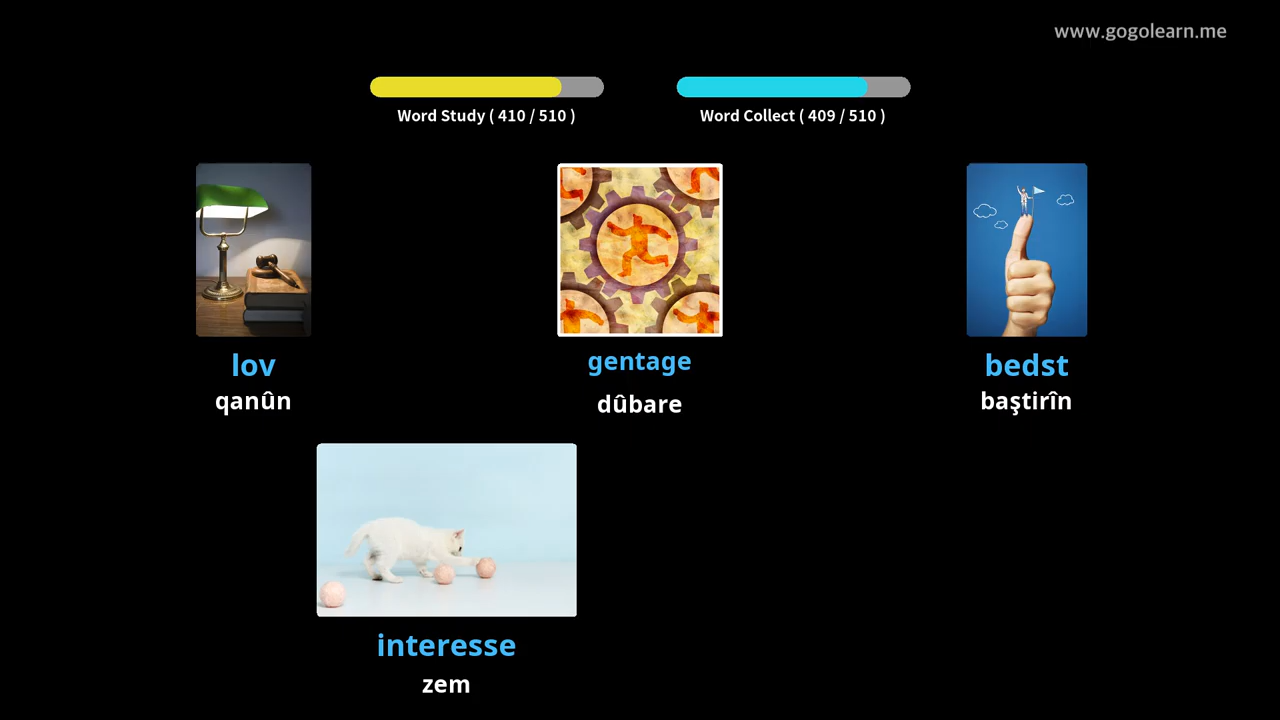 www.gogolearn.me
Word Study ( 410 / 510 )
Word Collect ( 409 / 510 )
lov
qanûn
gentage
dûbare
bedst
baştirîn
interesse
zem